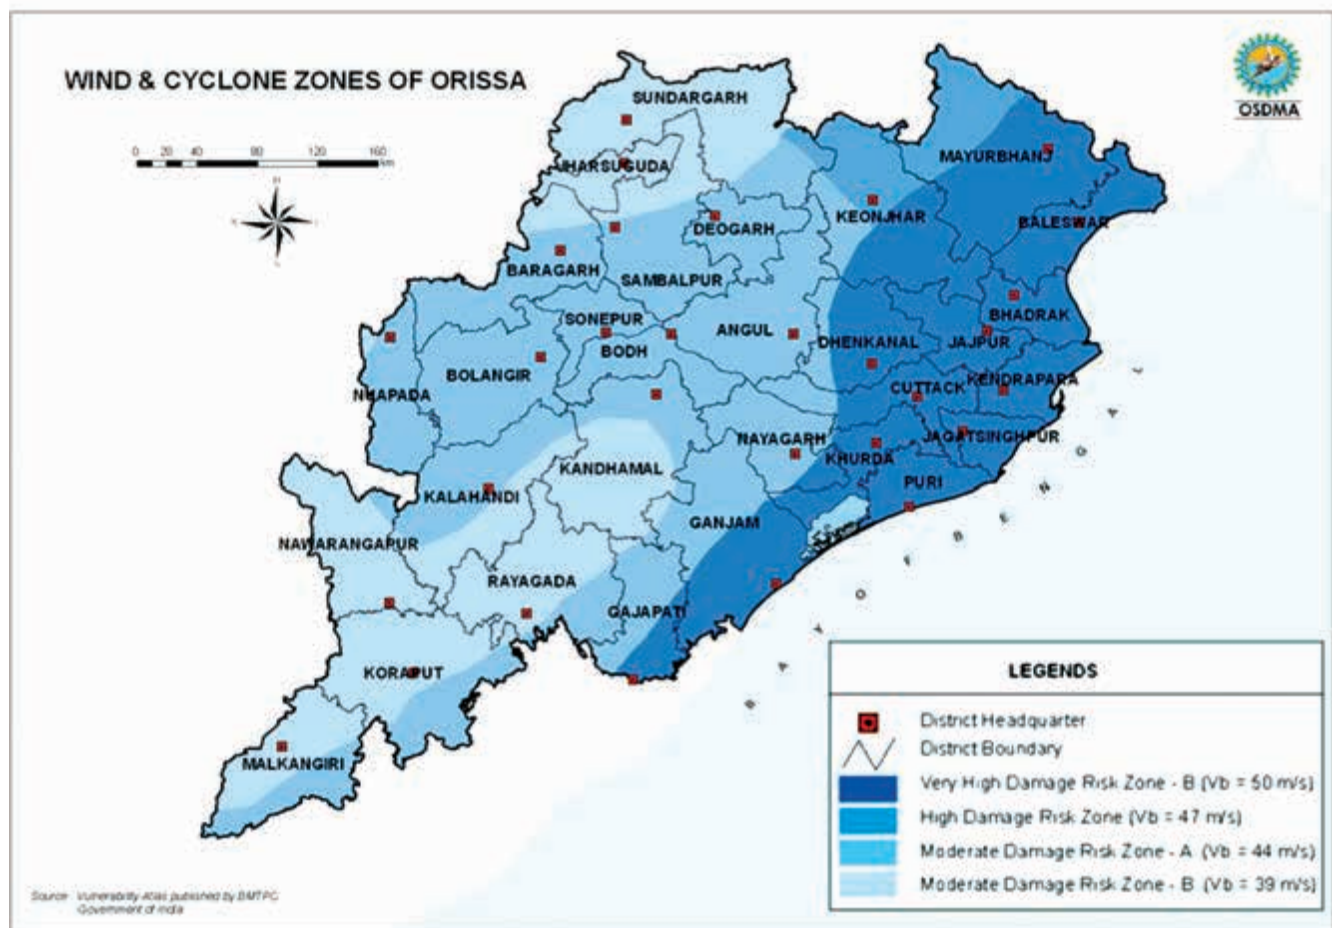 WIND & CYCLONE ZONES OF ORISSA
OSDMA
0 20 40 80 120 160
km
SUNDARGARH
JHARSUGUDA
MAYURBHANJ
KEONJHAR
BALESWAR
DEOGARH
BARAGARH
SAMBALPUR
BHADRAK
SONEPUR
ANGUL
DHENKANAL
JAJPUR
BODH
BOLANGIR
KENDRAPARA
CUTTACK
NUAPADA
NAYAGARH
JAGATSINGHPUR
KHURDA
KANDHAMAL
PURI
KALAHANDI
GANJAM
NAWARANGAPUR
RAYAGADA
GAJAPATI
KORAPUT
MALKANGIRI
BAY OF BENGAL
LEGENDS
District Headquarter
District Boundary
Very High Damage Risk Zone - B (Vb = 50 m/s)
High Damage Risk Zone (Vb = 47 m/s)
Moderate Damage Risk Zone - A (Vb = 44 m/s)
Moderate Damage Risk Zone - B (Vb = 39 m/s)
Source : Vulnerability Atlas published by BMTPC
Government of India